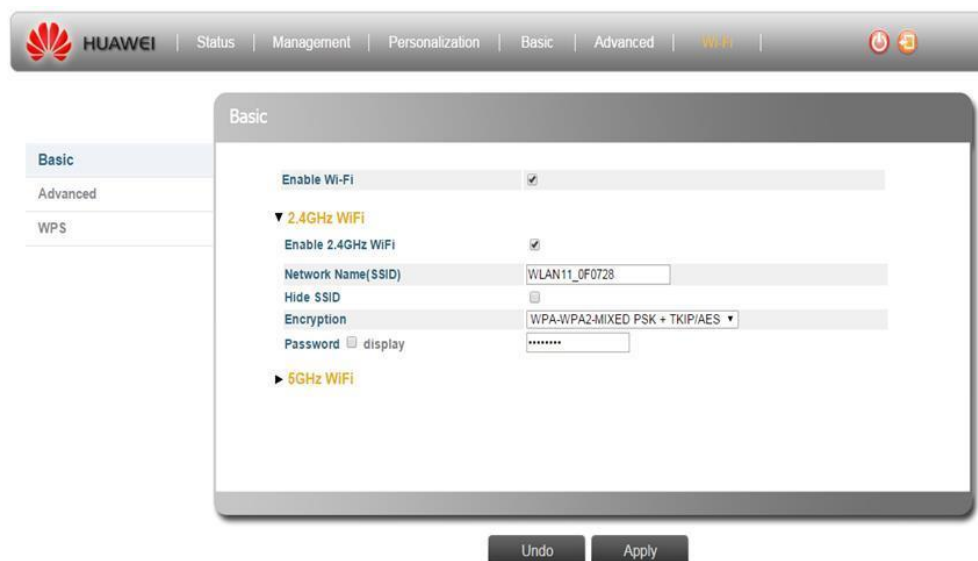 HUAWEI | Status | Management | Personalization | Basic | Advanced | Wi-Fi |
Basic
Basic
Advanced
WPS
Enable Wi-Fi
2.4GHz WiFi
Enable 2.4GHz WiFi
Network Name(SSID) WLAN11_0F0728
Hide SSID
Encryption WPA-WPA2-MIXED PSK + TKIP/AES
Password display ••••••••
5GHz WiFi
Undo Apply